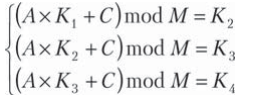 (A×K₁+C) mod M=K₂
(A×K₂+C) mod M=K₃
(A×K₃+C) mod M=K₄